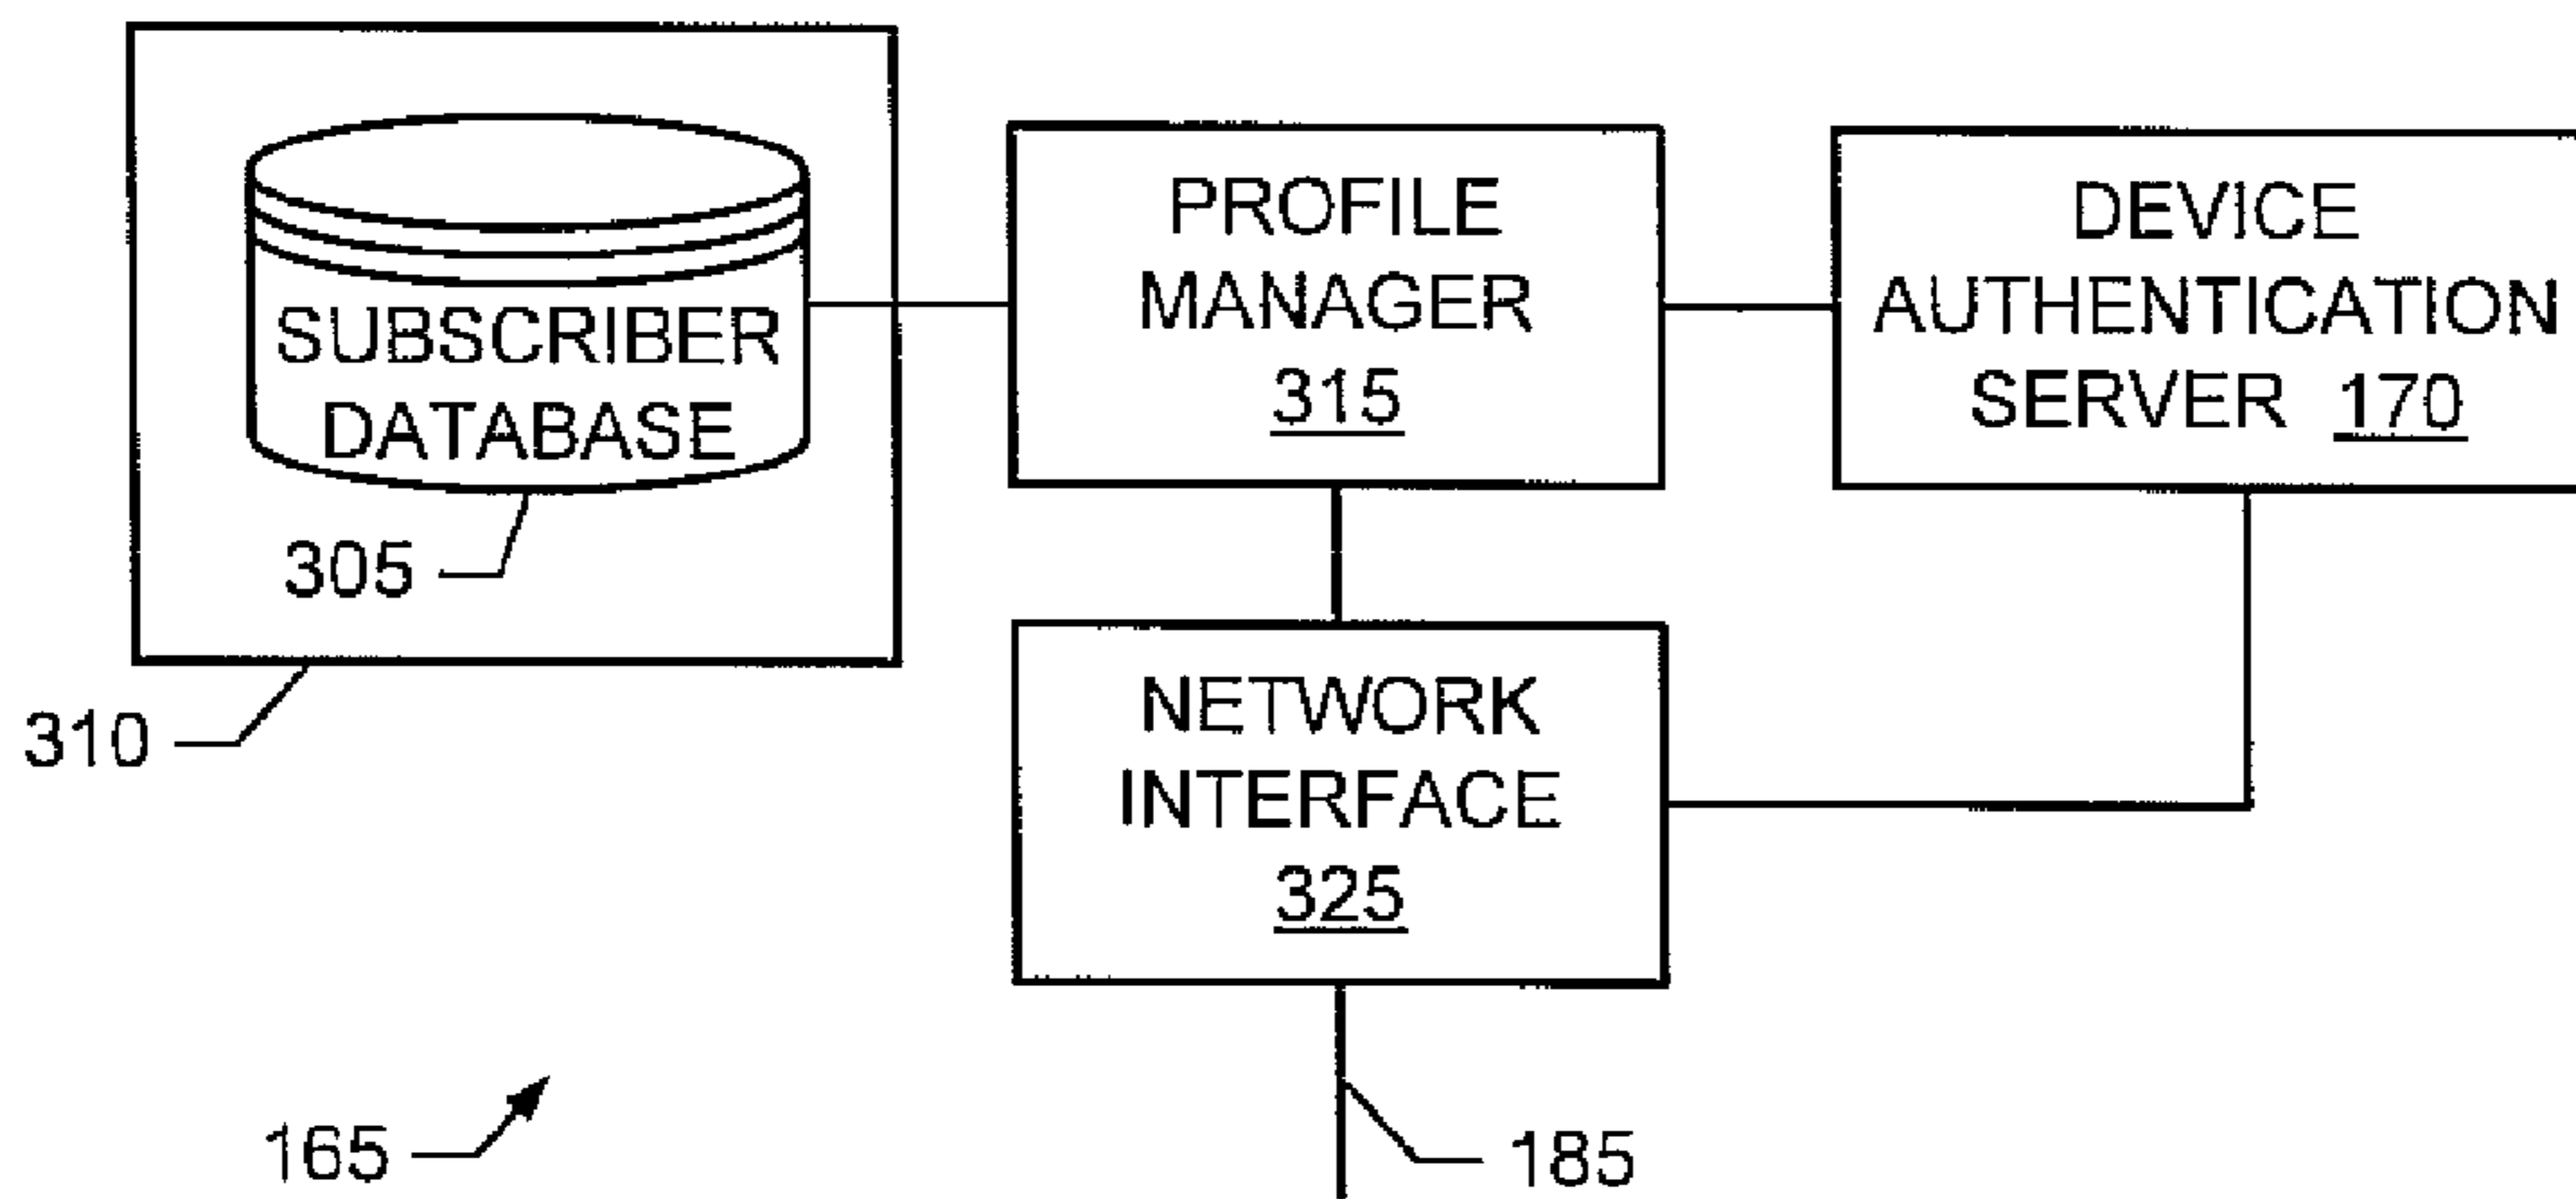 SUBSCRIBER
DATABASE
305
310
PROFILE
MANAGER
315
DEVICE
AUTHENTICATION
SERVER 170
NETWORK
INTERFACE
325
165
185